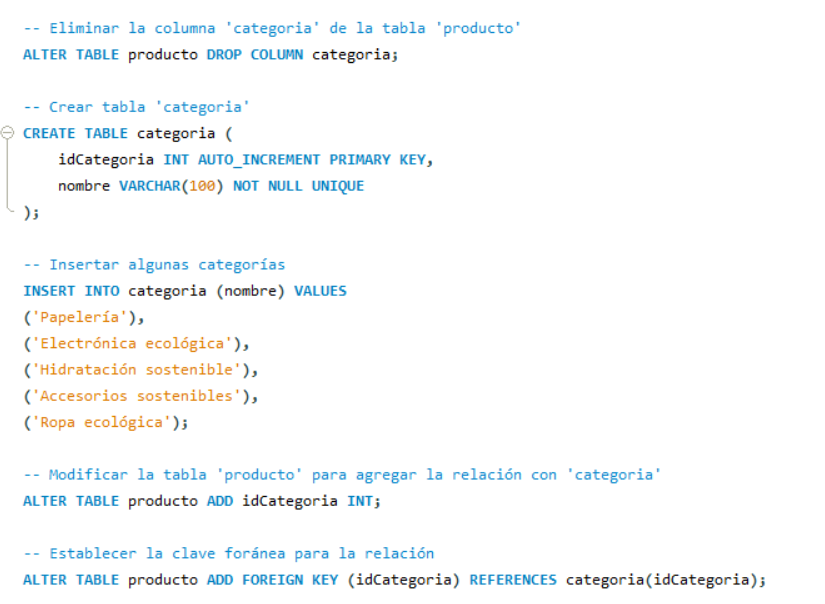 -- Eliminar la columna 'categoria' de la tabla 'producto'
ALTER TABLE producto DROP COLUMN categoria;
-- Crear tabla 'categoria'
CREATE TABLE categoria (
idCategoria INT AUTO_INCREMENT PRIMARY KEY,
nombre VARCHAR(100) NOT NULL UNIQUE
);
-- Insertar algunas categorías
INSERT INTO categoria (nombre) VALUES
('Papelería'),
('Electrónica ecológica'),
('Hidratación sostenible'),
('Accesorios sostenibles'),
('Ropa ecológica');
-- Modificar la tabla 'producto' para agregar la relación con 'categoria'
ALTER TABLE producto ADD idCategoria INT;
-- Establecer la clave foránea para la relación
ALTER TABLE producto ADD FOREIGN KEY (idCategoria) REFERENCES categoria(idCategoria);